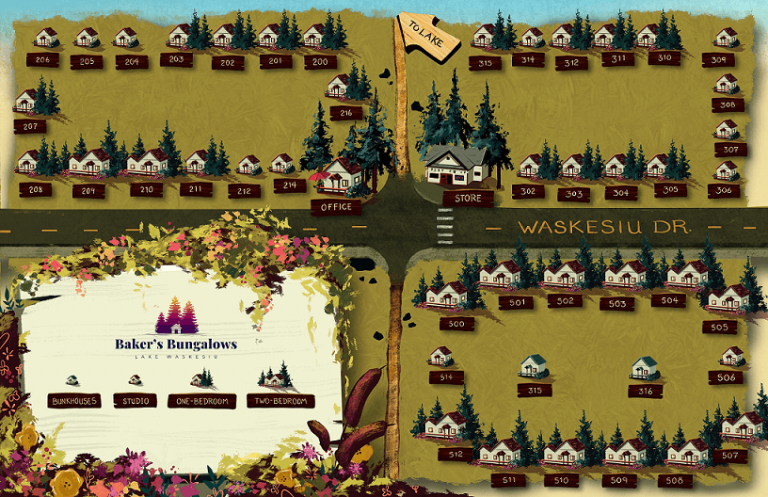 TO LAKE
206 205 204 203 202 201 200
315 314 312 311 310 309
207
216
308
307
208 209 210 211 212 214
OFFICE
STORE
302 303 304 305 306
WASKESIU DR.
Baker's Bungalows
LAKE WASKESIU
BUNKHOUSES STUDIO ONE-BEDROOM TWO-BEDROOM
500 501 502 503 504 505
514 315 316 506
512 511 510 509 508 507